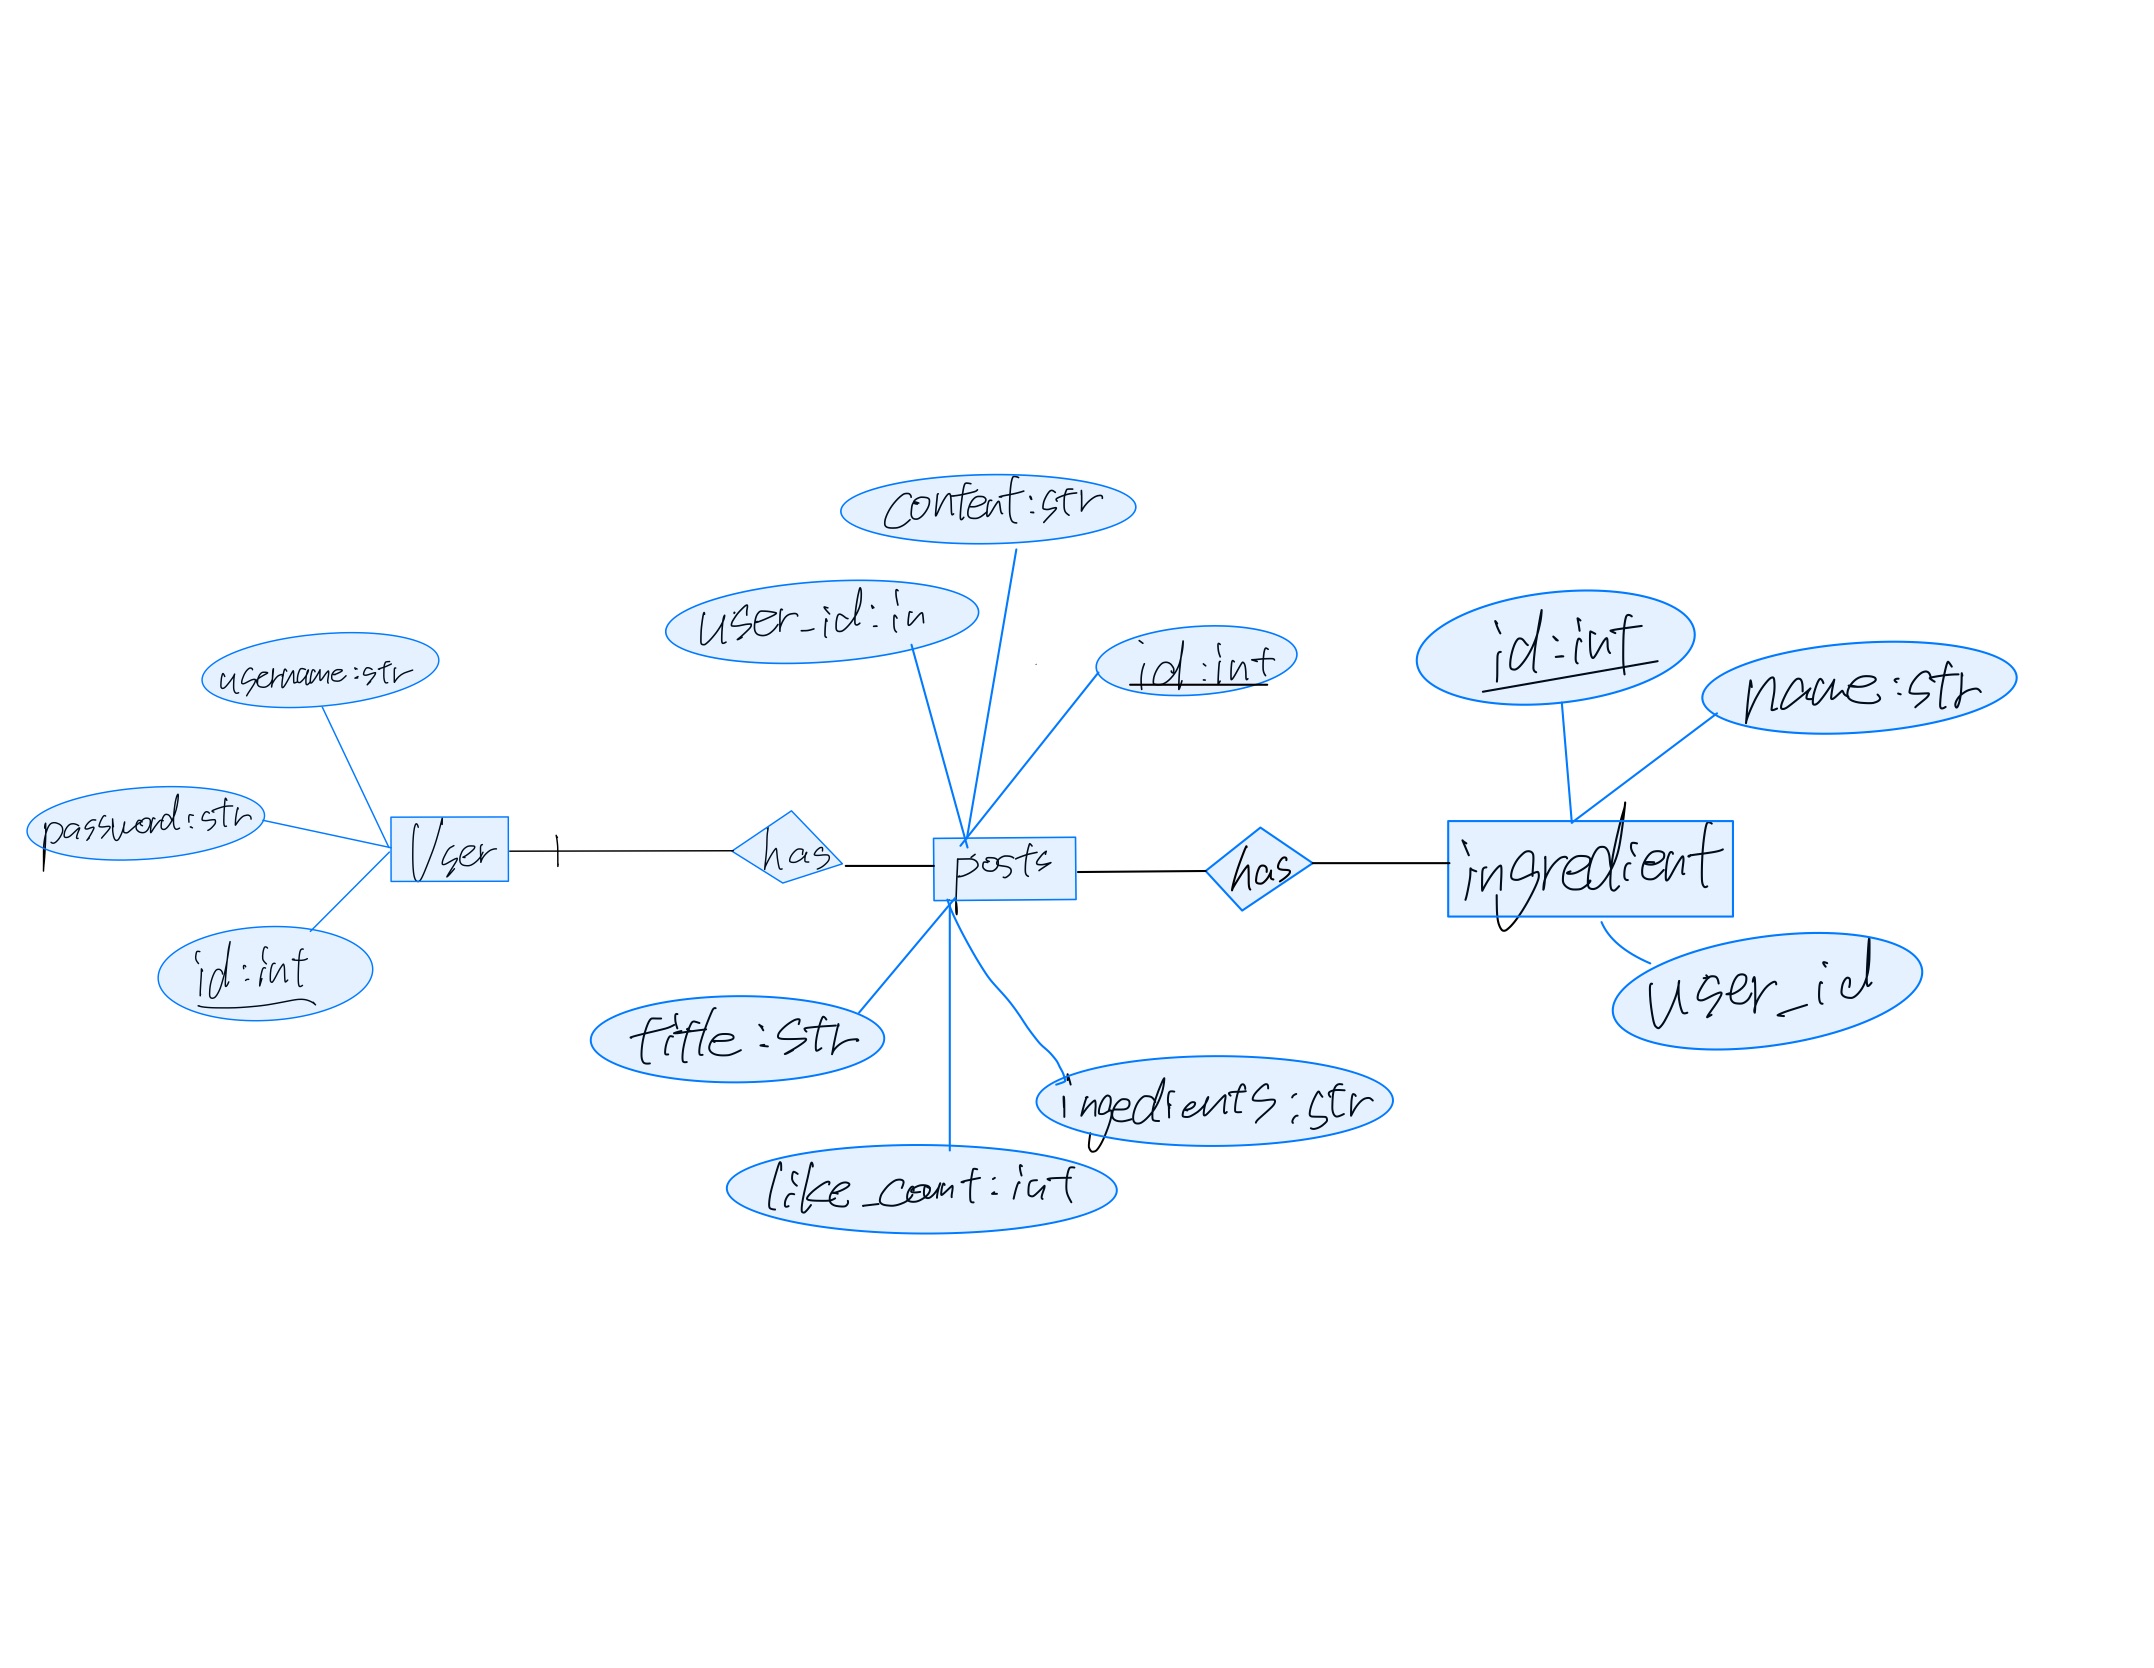 content:str
user_id:in
id:int
id:int
name:str
username:str
password:str
User
has
posts
has
ingredient
id:int
user_id
title:str
ingedients:str
like_count:int